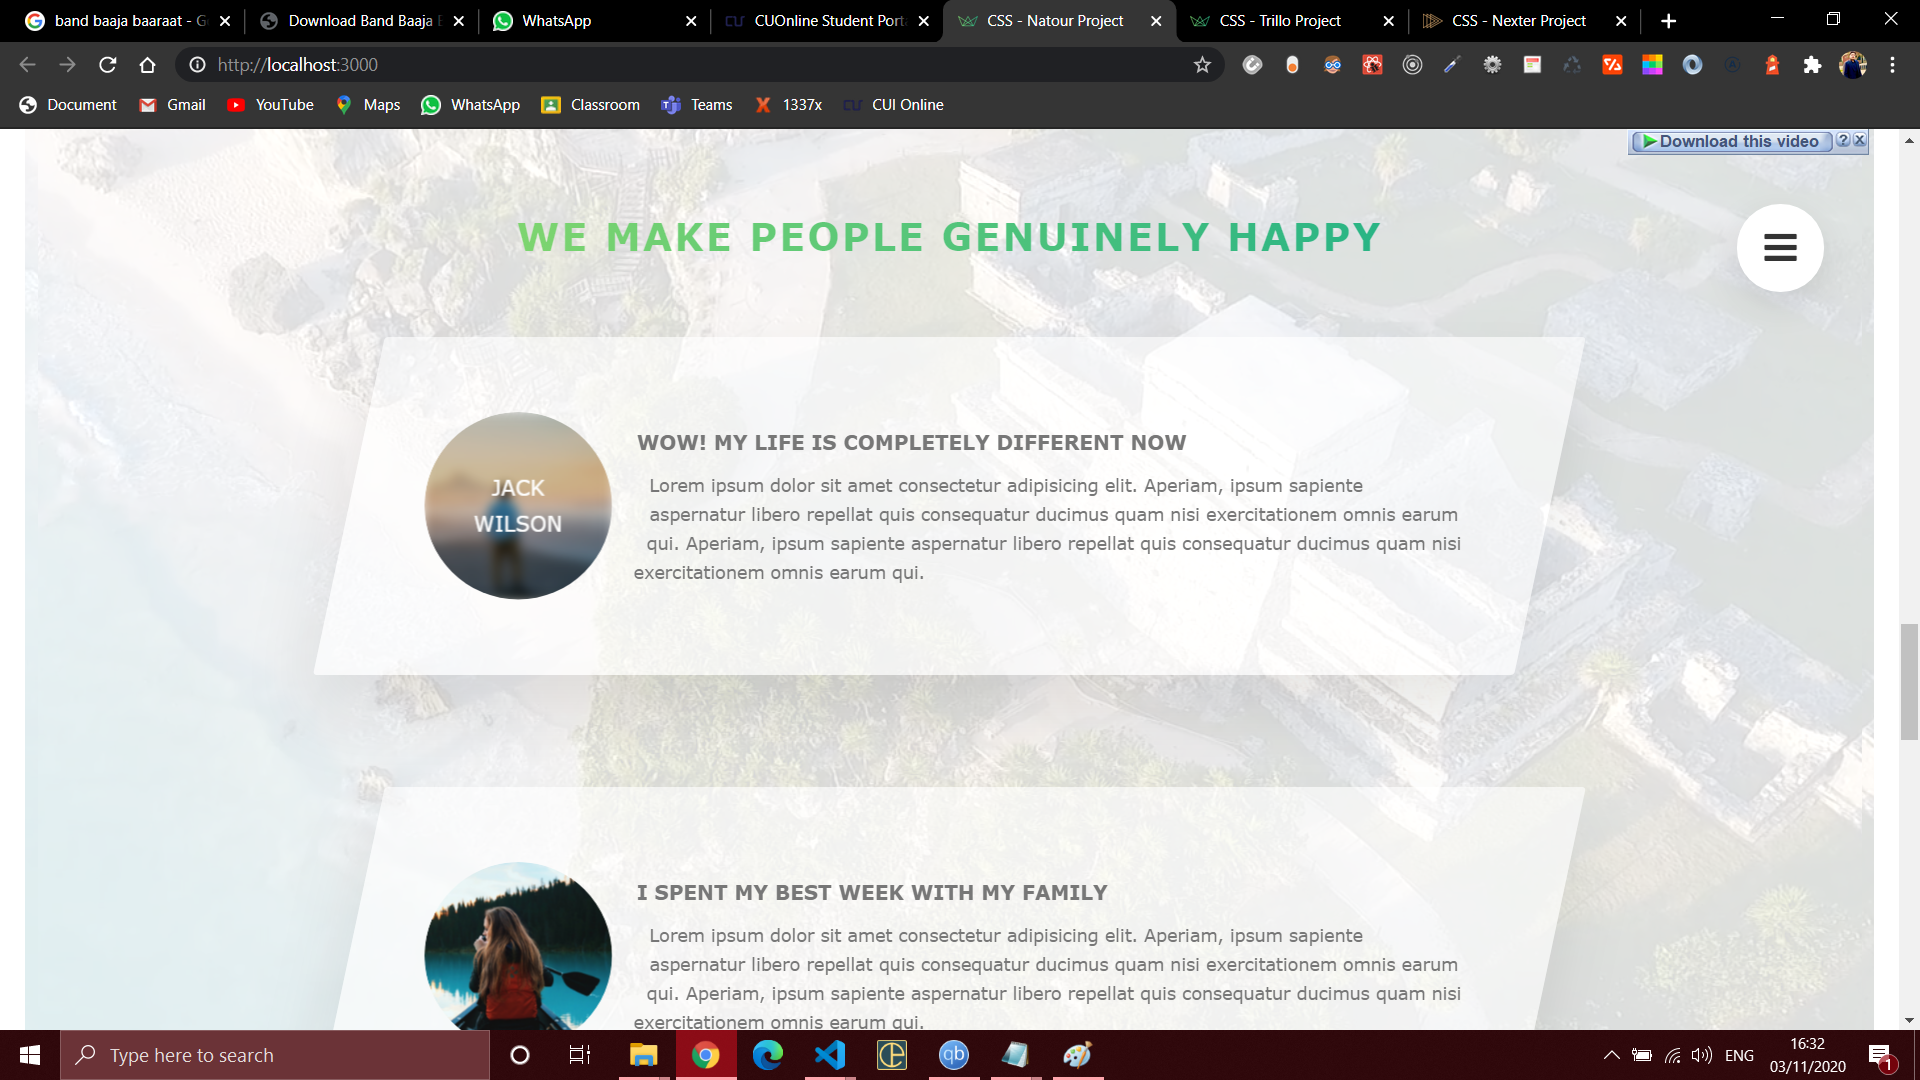 band baaja baaraat - G
Download Band Baaja
WhatsApp
CUOnline Student Port
CSS - Natour Project
CSS - Trillo Project
CSS - Nexter Project
http://localhost:3000
Document
Gmail
YouTube
Maps
WhatsApp
Classroom
Teams
1337x
CUI Online
Download this video
WE MAKE PEOPLE GENUINELY HAPPY
JACK
WILSON
WOW! MY LIFE IS COMPLETELY DIFFERENT NOW
Lorem ipsum dolor sit amet consectetur adipisicing elit. Aperiam, ipsum sapiente
aspernatur libero repellat quis consequatur ducimus quam nisi exercitationem omnis earum
qui. Aperiam, ipsum sapiente aspernatur libero repellat quis consequatur ducimus quam nisi
exercitationem omnis earum qui.
I SPENT MY BEST WEEK WITH MY FAMILY
Lorem ipsum dolor sit amet consectetur adipisicing elit. Aperiam, ipsum sapiente
aspernatur libero repellat quis consequatur ducimus quam nisi exercitationem omnis earum
qui. Aperiam, ipsum sapiente aspernatur libero repellat quis consequatur ducimus quam nisi
exercitationem omnis earum qui.
Type here to search
qb
ENG
16:32
03/11/2020
1